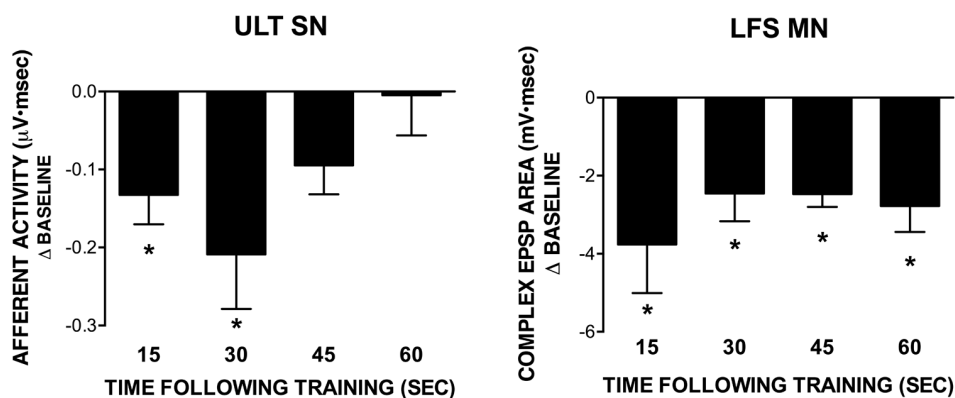 ULT SN
AFFERENT ACTIVITY (μV·msec)
Δ BASELINE
0.0
-0.1
-0.2
-0.3
*
*
15 30 45 60
TIME FOLLOWING TRAINING (SEC)
LFS MN
COMPLEX EPSP AREA (mV·msec)
Δ BASELINE
0
-2
-4
-6
*
*
*
*
15 30 45 60
TIME FOLLOWING TRAINING (SEC)